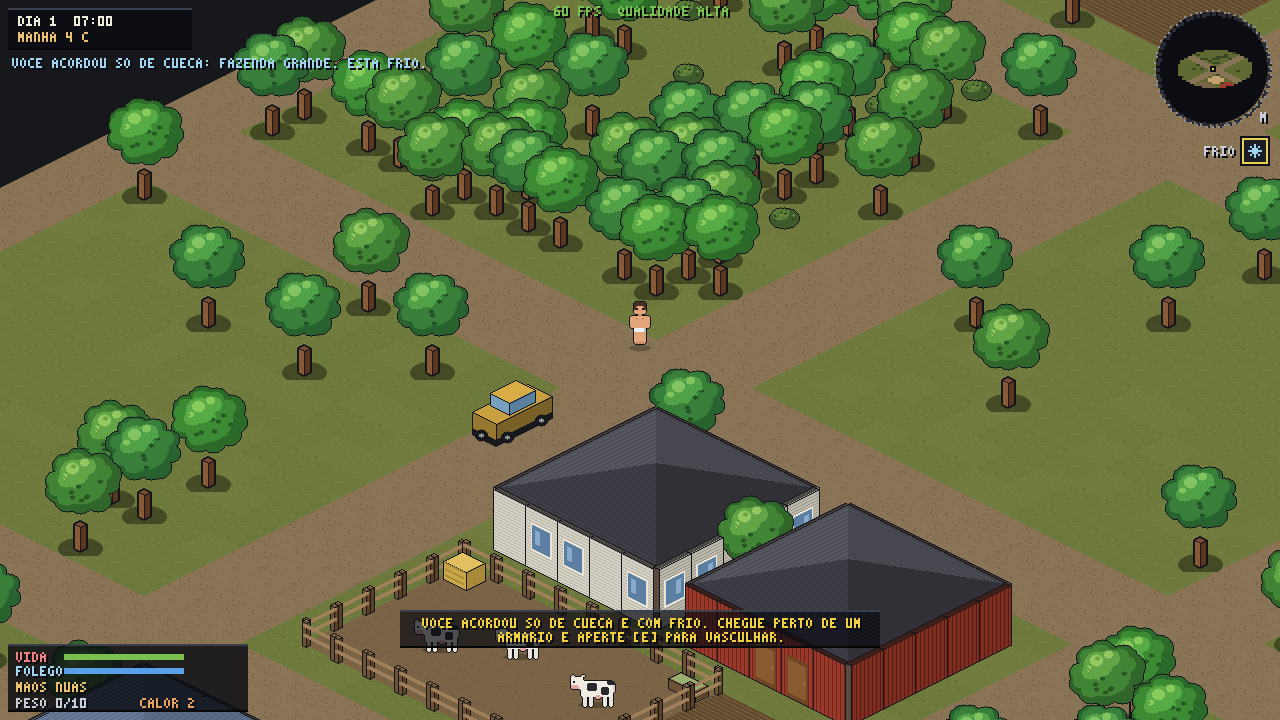 60 FPS QUALIDADE ALTA
DIA 1 07:00
MANHA 4 C
VOCE ACORDOU SO DE CUECA: FAZENDA GRANDE. ESTA FRIO.
N
FRIO
VOCE ACORDOU SO DE CUECA E COM FRIO. CHEGUE PERTO DE UM
ARMARIO E APERTE [E] PARA VASCULHAR.
VIDA
FOLEGO
MAOS NUAS
PESO 0/10 CALOR 2